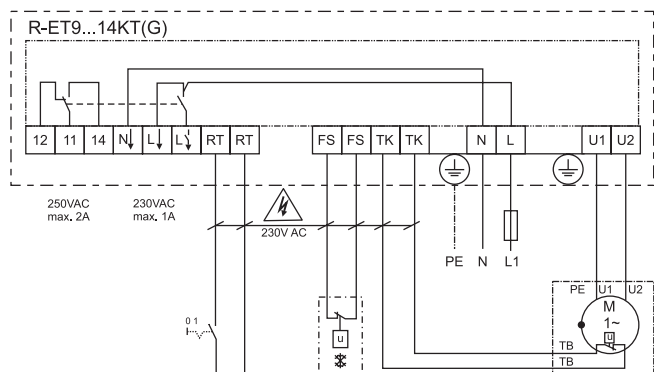 R-ET9...14KT(G)
12 11 14 N L L RT RT FS FS TK TK N L U1 U2
250VAC
max. 2A
230VAC
max. 1A
230V AC
PE N L1
0 1
PE U1 U2
M
1~
u
u
TB
TB